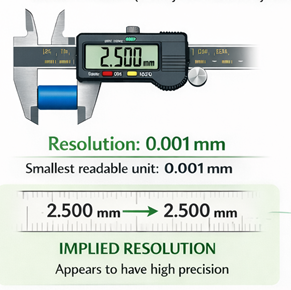 2.500 mm
Resolution: 0.001 mm
Smallest readable unit: 0.001 mm
2.500 mm → 2.500 mm
IMPLIED RESOLUTION
Appears to have high precision